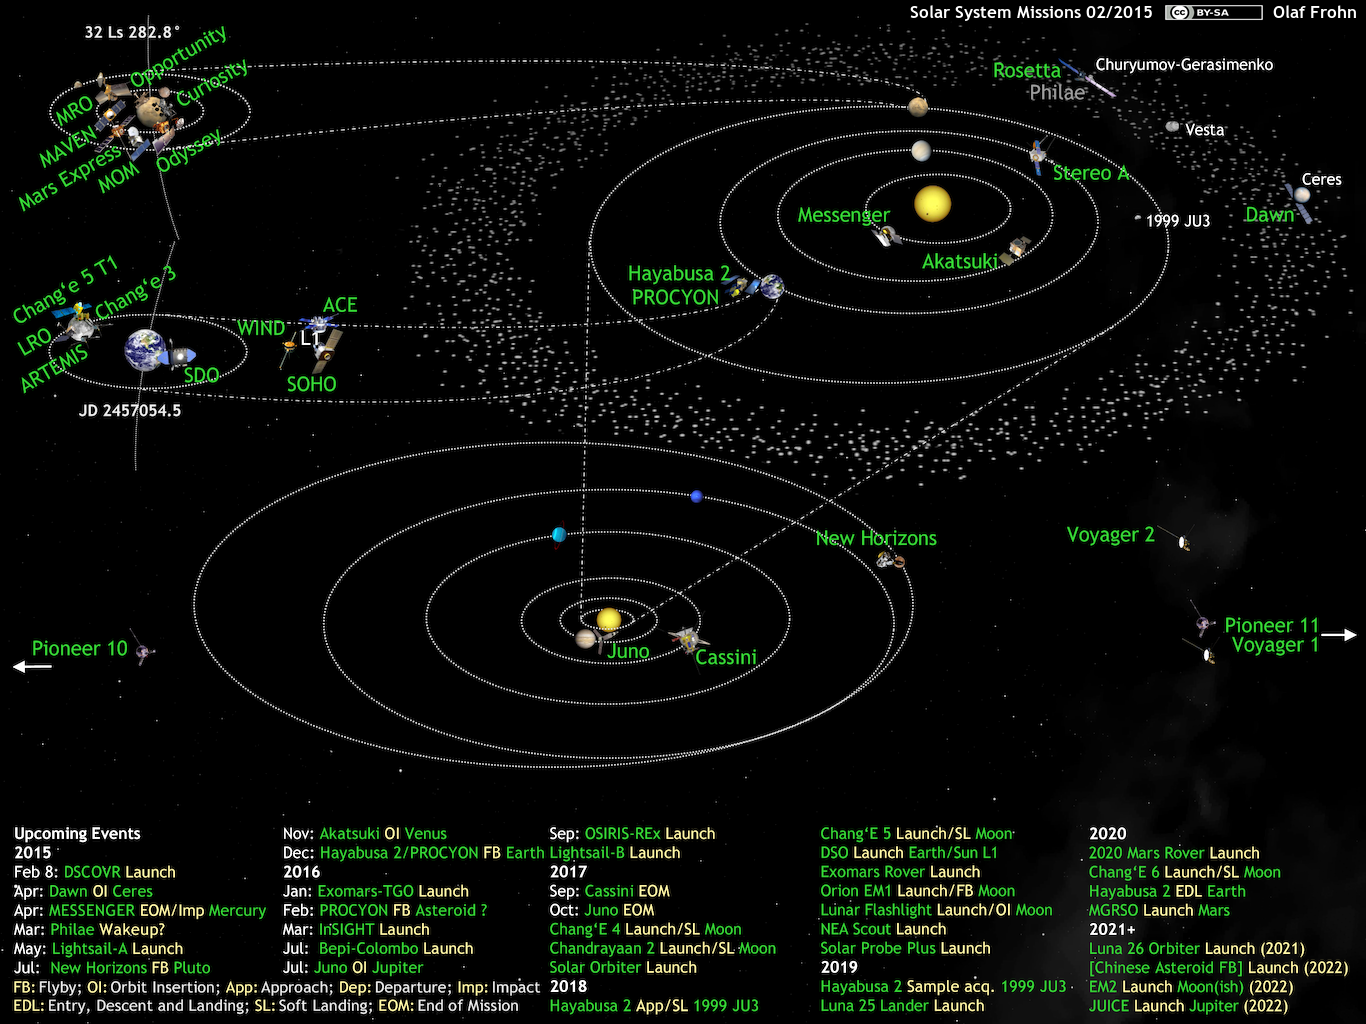 Solar System Missions 02/2015 cc BY-SA Olaf Frohn
32 Ls 282.8°
Opportunity
Curiosity
MRO
MAVEN
Mars Express
MOM
Odyssey
Rosetta
Philae
Churyumov-Gerasimenko
Vesta
Stereo A
Ceres
Dawn
1999 JU3
Messenger
Akatsuki
Hayabusa 2
PROCYON
Chang‘e 5 T1
Chang‘e 3
LRO
ARTEMIS
SDO
WIND
ACE
L1
SOHO
JD 2457054.5
New Horizons
Voyager 2
Pioneer 10
Juno
Cassini
Pioneer 11
Voyager 1
Upcoming Events
2015
Feb 8: DSCOVR Launch
Apr: Dawn OI Ceres
Apr: MESSENGER EOM/Imp Mercury
Mar: Philae Wakeup?
May: Lightsail-A Launch
Jul: New Horizons FB Pluto
FB: Flyby; OI: Orbit Insertion; App: Approach; Dep: Departure; Imp: Impact
EDL: Entry, Descent and Landing; SL: Soft Landing; EOM: End of Mission
Nov: Akatsuki OI Venus
Dec: Hayabusa 2/PROCYON FB Earth
2016
Jan: Exomars-TGO Launch
Feb: PROCYON FB Asteroid ?
Mar: InSIGHT Launch
Jul: Bepi-Colombo Launch
Jul: Juno OI Jupiter
Sep: OSIRIS-REx Launch
Lightsail-B Launch
2017
Sep: Cassini EOM
Oct: Juno EOM
Chang‘E 4 Launch/SL Moon
Chandrayaan 2 Launch/SL Moon
Solar Orbiter Launch
2018
Hayabusa 2 App/SL 1999 JU3
Chang‘E 5 Launch/SL Moon
DSO Launch Earth/Sun L1
Exomars Rover Launch
Orion EM1 Launch/FB Moon
Lunar Flashlight Launch/OI Moon
NEA Scout Launch
Solar Probe Plus Launch
2019
Hayabusa 2 Sample acq. 1999 JU3
Luna 25 Lander Launch
2020
2020 Mars Rover Launch
Chang‘E 6 Launch/SL Moon
Hayabusa 2 EDL Earth
MGRSO Launch Mars
2021+
Luna 26 Orbiter Launch (2021)
[Chinese Asteroid FB] Launch (2022)
EM2 Launch Moon(ish) (2022)
JUICE Launch Jupiter (2022)